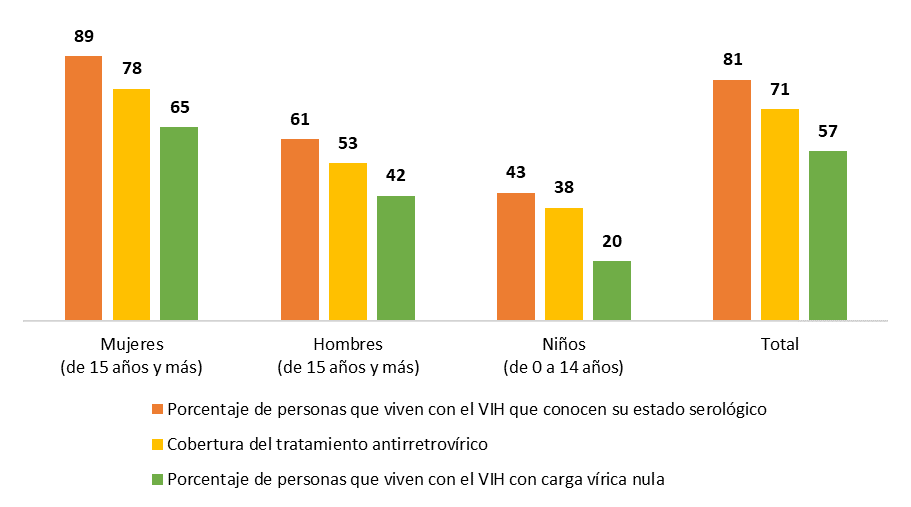 89
78
65
61
53
42
43
38
20
81
71
57
Mujeres
(de 15 años y más)
Hombres
(de 15 años y más)
Niños
(de 0 a 14 años)
Total
Porcentaje de personas que viven con el VIH que conocen su estado serológico
Cobertura del tratamiento antirretrovírico
Porcentaje de personas que viven con el VIH con carga vírica nula